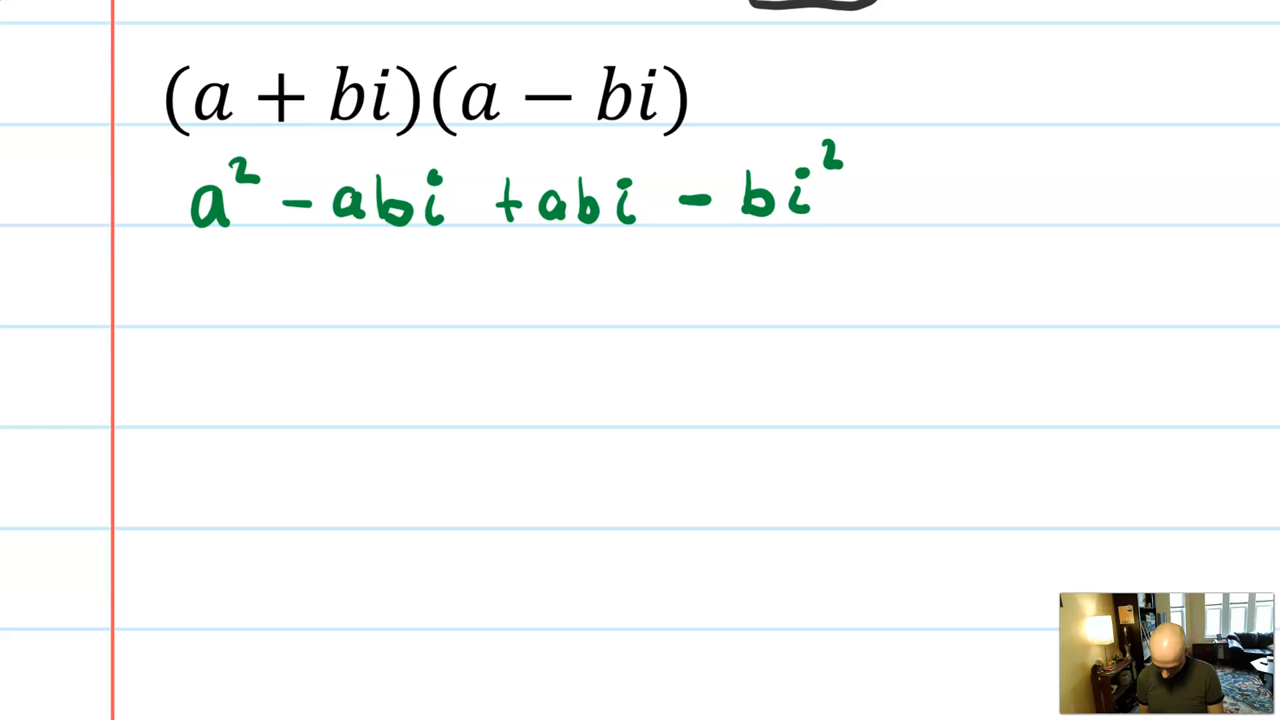 (a + bi)(a − bi)
a² - abi + abi - bi²